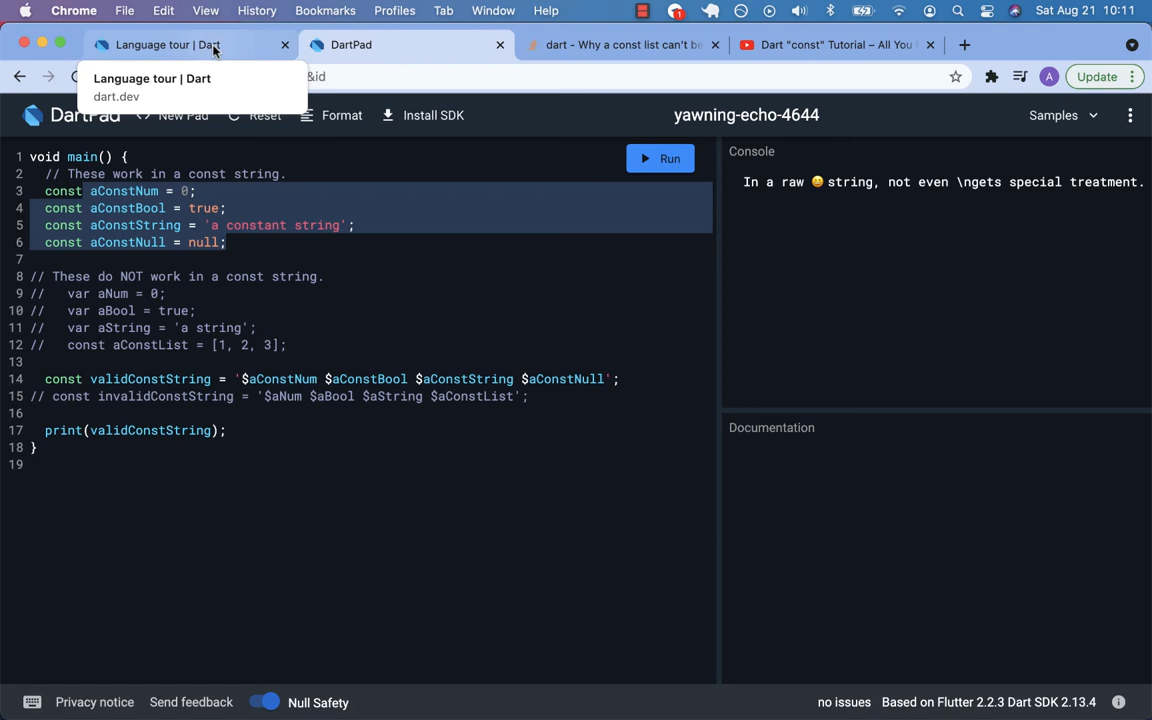 Chrome File Edit View History Bookmarks Profiles Tab Window Help 1 Sat Aug 21 10:11
Language tour | Dart DartPad dart - Why a const list can't be Dart "const" Tutorial – All You
&id A Update
Language tour | Dart
dart.dev
DartPad New Pad Reset Format Install SDK yawning-echo-4644 Samples
1 void main() {
2 // These work in a const string.
3 const aConstNum = 0;
4 const aConstBool = true;
5 const aConstString = 'a constant string';
6 const aConstNull = null;
7
8 // These do NOT work in a const string.
9 // var aNum = 0;
10 // var aBool = true;
11 // var aString = 'a string';
12 // const aConstList = [1, 2, 3];
13
14 const validConstString = '$aConstNum $aConstBool $aConstString $aConstNull';
15 // const invalidConstString = '$aNum $aBool $aString $aConstList';
16
17 print(validConstString);
18 }
19
Run
Console
In a raw 😀 string, not even \ngets special treatment.
Documentation
Privacy notice Send feedback Null Safety no issues Based on Flutter 2.2.3 Dart SDK 2.13.4